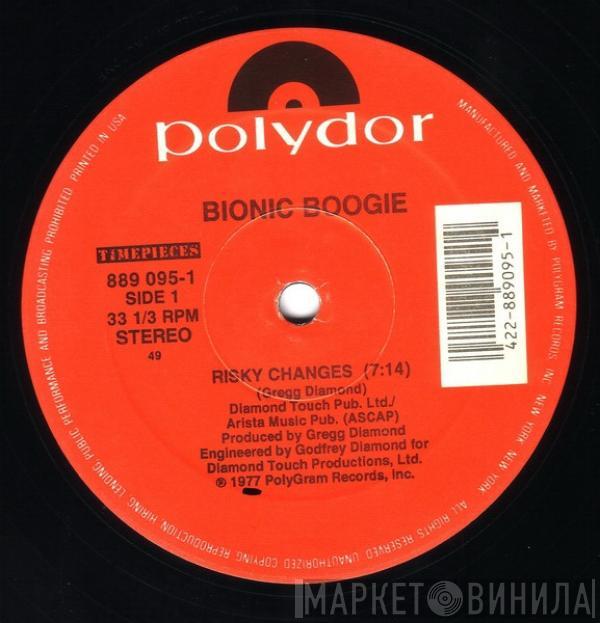 polydor
BIONIC BOOGIE
TIMEPIECES
889 095-1
SIDE 1
33 1/3 RPM
STEREO
49
422-889095-1
RISKY CHANGES (7:14)
(Gregg Diamond)
Diamond Touch Pub. Ltd./
Arista Music Pub. (ASCAP)
Produced by Gregg Diamond
Engineered by Godfrey Diamond for
Diamond Touch Productions, Ltd.
℗ 1977 PolyGram Records, Inc.
MANUFACTURED AND MARKETED BY POLYGRAM RECORDS INC. NEW YORK, NEW YORK ALL RIGHTS RESERVED UNAUTHORIZED COPYING REPRODUCTION HIRING LENDING PUBLIC PERFORMANCE AND BROADCASTING PROHIBITED PRINTED IN USA
МАРКЕТ ВИНИЛА